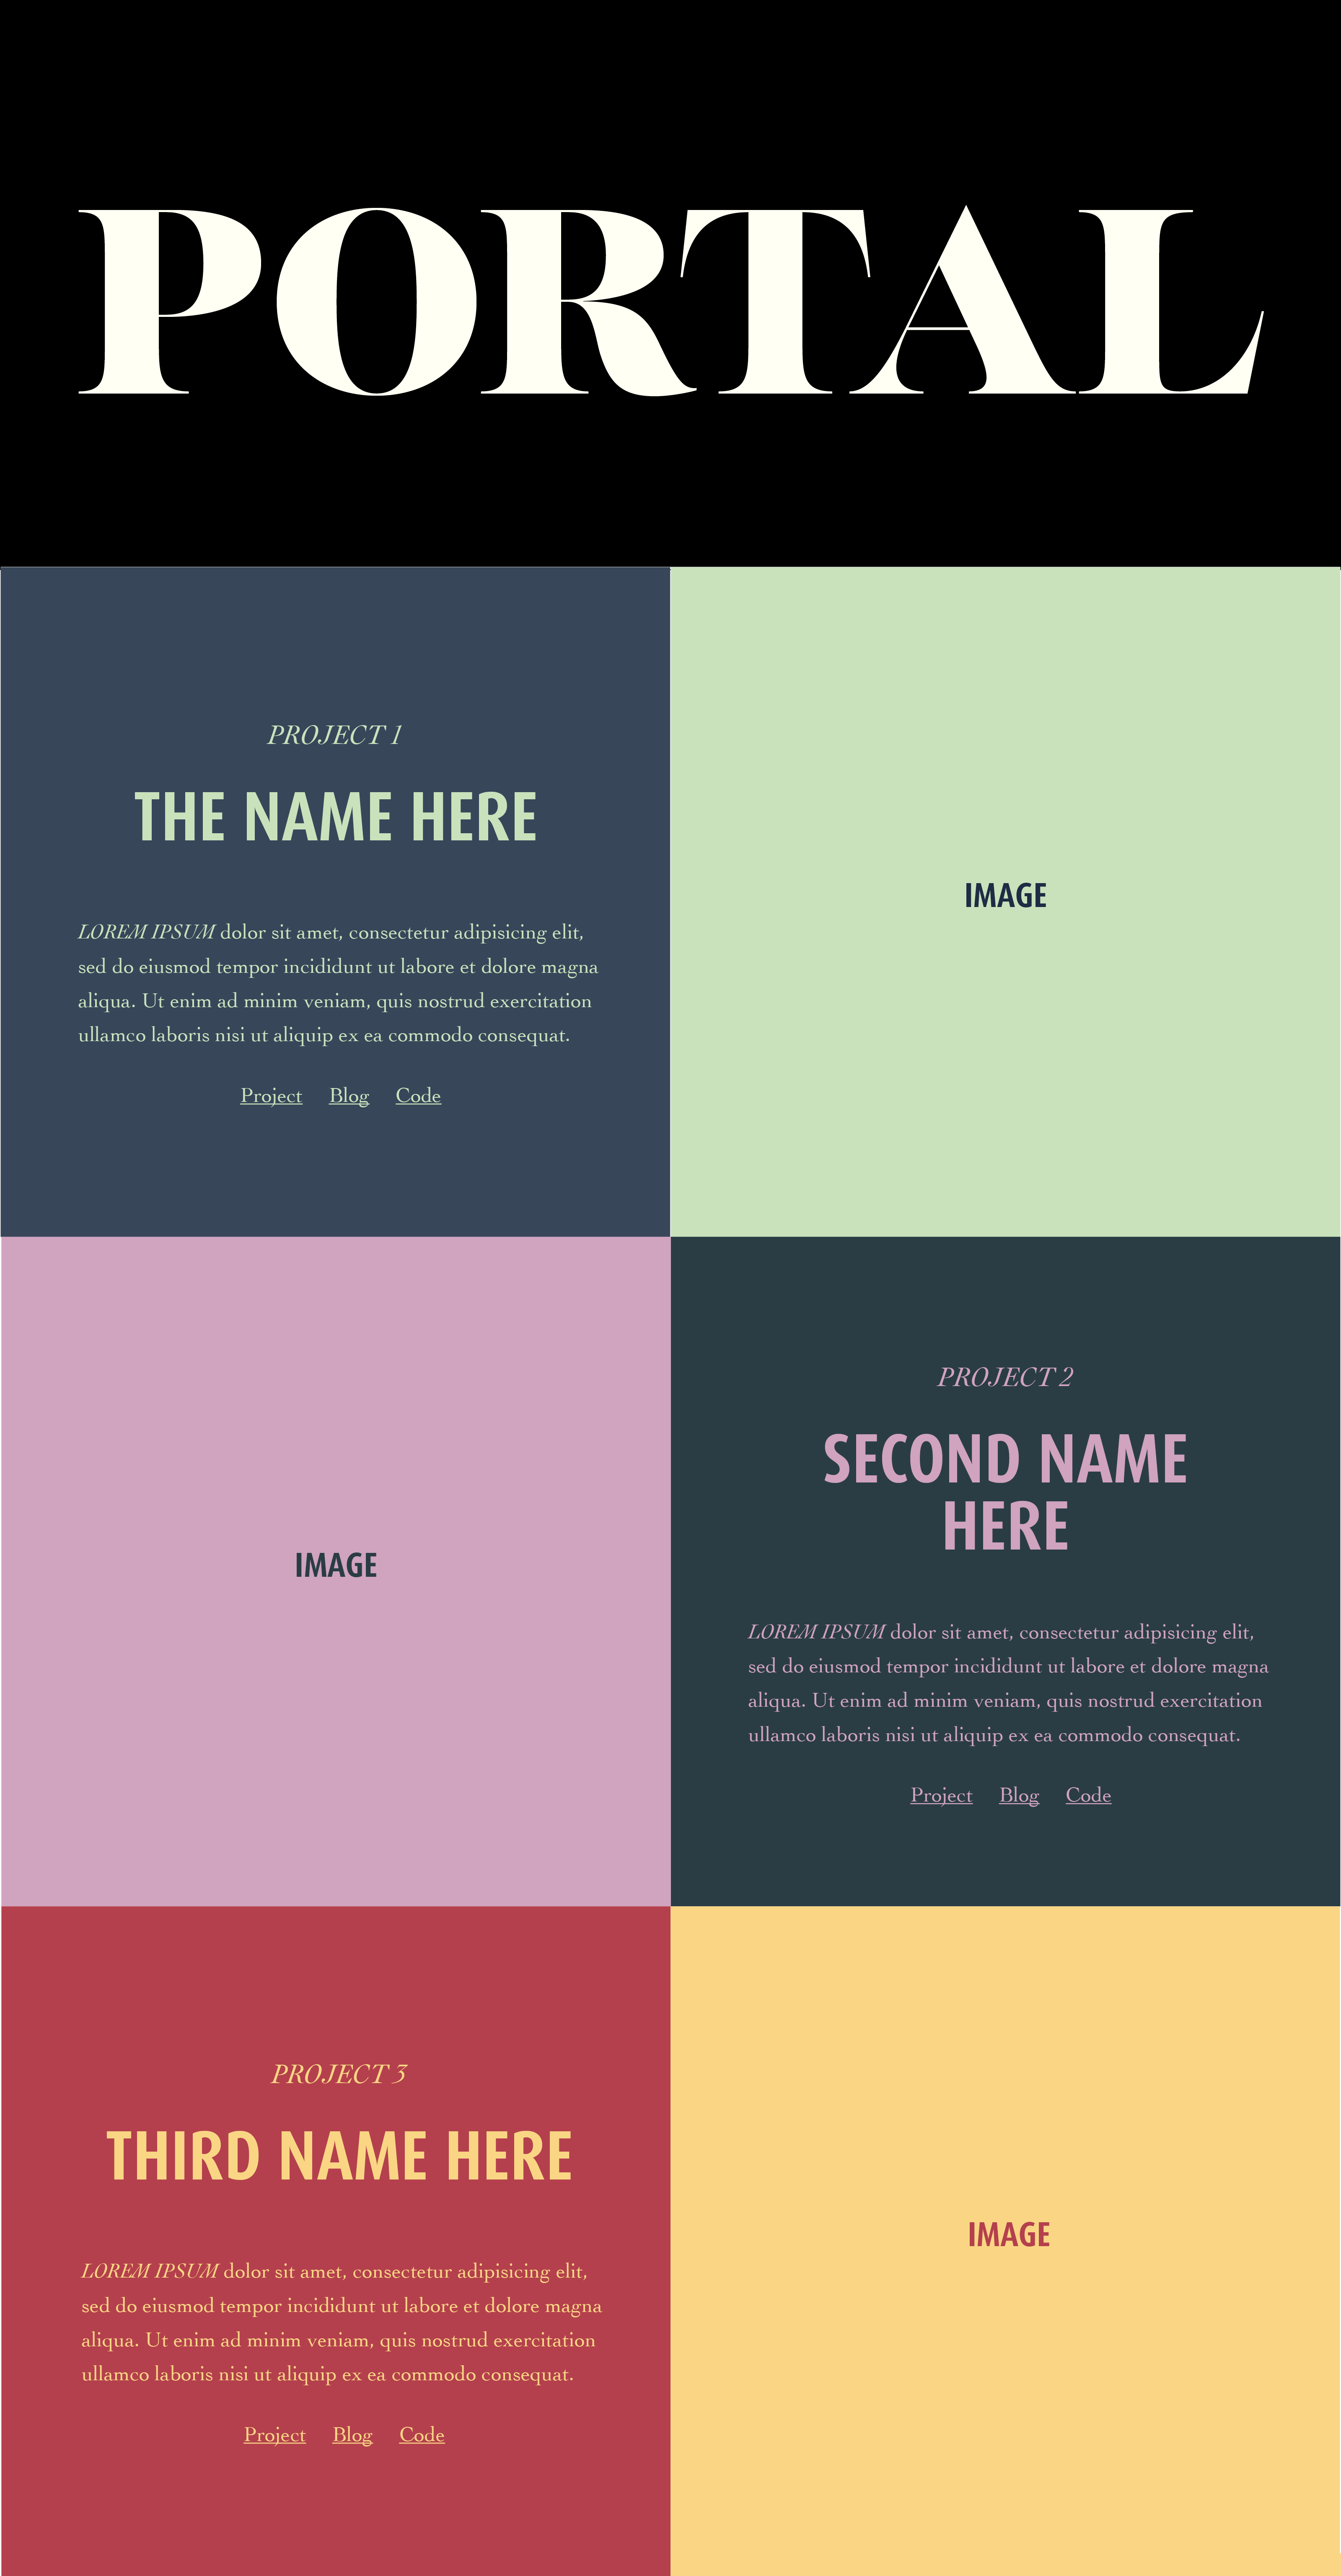 PORTAL
PROJECT 1
THE NAME HERE
LOREM IPSUM dolor sit amet, consectetur adipisicing elit,
sed do eiusmod tempor incididunt ut labore et dolore magna
aliqua. Ut enim ad minim veniam, quis nostrud exercitation
ullamco laboris nisi ut aliquip ex ea commodo consequat.
Project Blog Code
IMAGE
IMAGE
PROJECT 2
SECOND NAME
HERE
LOREM IPSUM dolor sit amet, consectetur adipisicing elit,
sed do eiusmod tempor incididunt ut labore et dolore magna
aliqua. Ut enim ad minim veniam, quis nostrud exercitation
ullamco laboris nisi ut aliquip ex ea commodo consequat.
Project Blog Code
PROJECT 3
THIRD NAME HERE
LOREM IPSUM dolor sit amet, consectetur adipisicing elit,
sed do eiusmod tempor incididunt ut labore et dolore magna
aliqua. Ut enim ad minim veniam, quis nostrud exercitation
ullamco laboris nisi ut aliquip ex ea commodo consequat.
Project Blog Code
IMAGE